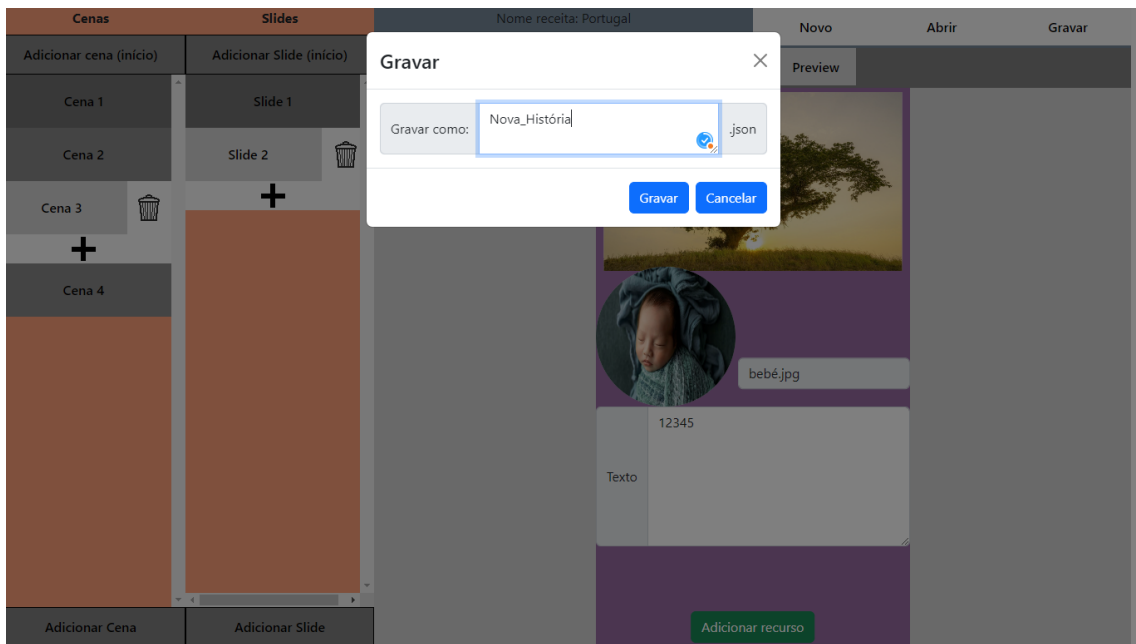 Cenas
Slides
Nome receita: Portugal
Novo
Abrir
Gravar
Adicionar cena (início)
Adicionar Slide (início)
Preview
Gravar
Gravar como:
Nova_História
.json
Gravar
Cancelar
Cena 1
Cena 2
Cena 3
Cena 4
Slide 1
Slide 2
bebé.jpg
Texto
12345
Adicionar Cena
Adicionar Slide
Adicionar recurso